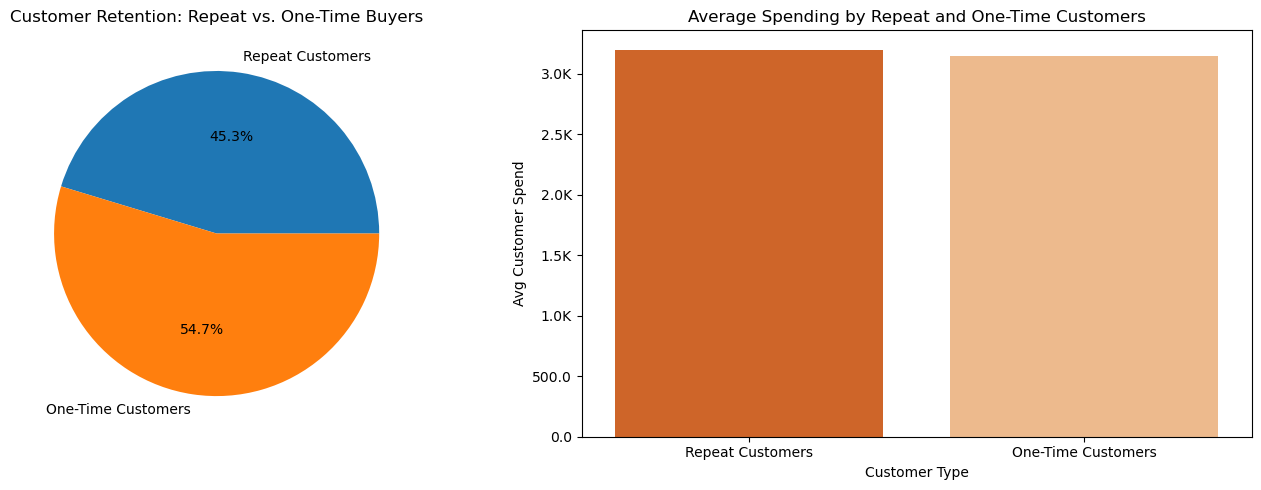 Customer Retention: Repeat vs. One-Time Buyers
Repeat Customers
45.3%
54.7%
One-Time Customers
Average Spending by Repeat and One-Time Customers
Avg Customer Spend
3.0K
2.5K
2.0K
1.5K
1.0K
500.0
0.0
Repeat Customers
One-Time Customers
Customer Type